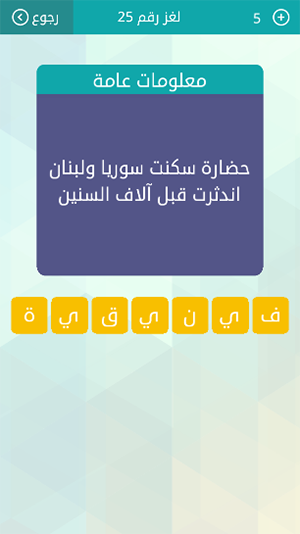 رجوع لغز رقم 25 5
معلومات عامة
حضارة سكنت سوريا ولبنان
اندثرت قبل آلاف السنين
ف ي ن ي ق ي ة